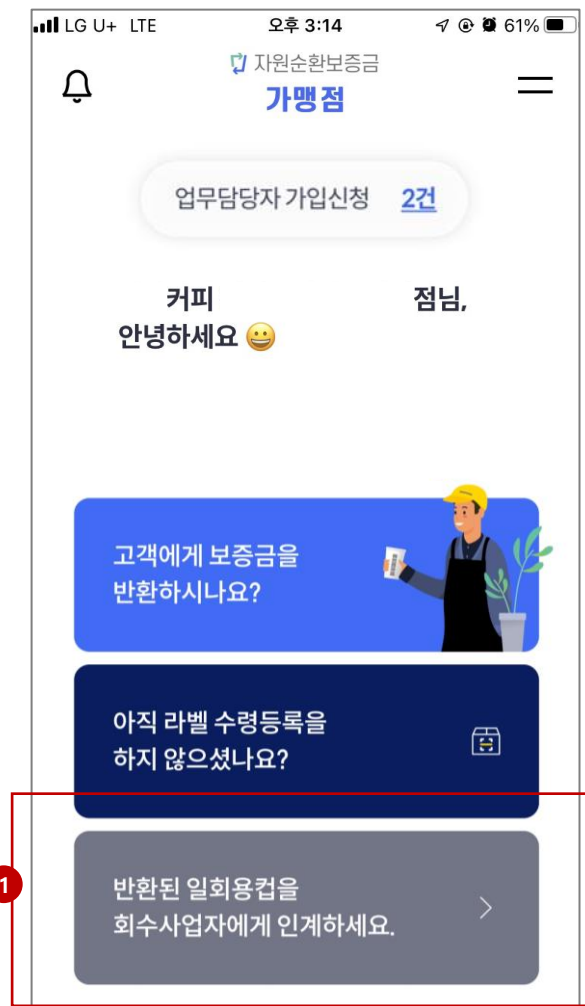 LG U+ LTE 오후 3:14 61%
자원순환보증금
가맹점
업무담당자 가입신청 2건
커피 점님,
안녕하세요 😀
고객에게 보증금을
반환하시나요?
아직 라벨 수령등록을
하지 않으셨나요?
1
반환된 일회용컵을
회수사업자에게 인계하세요.